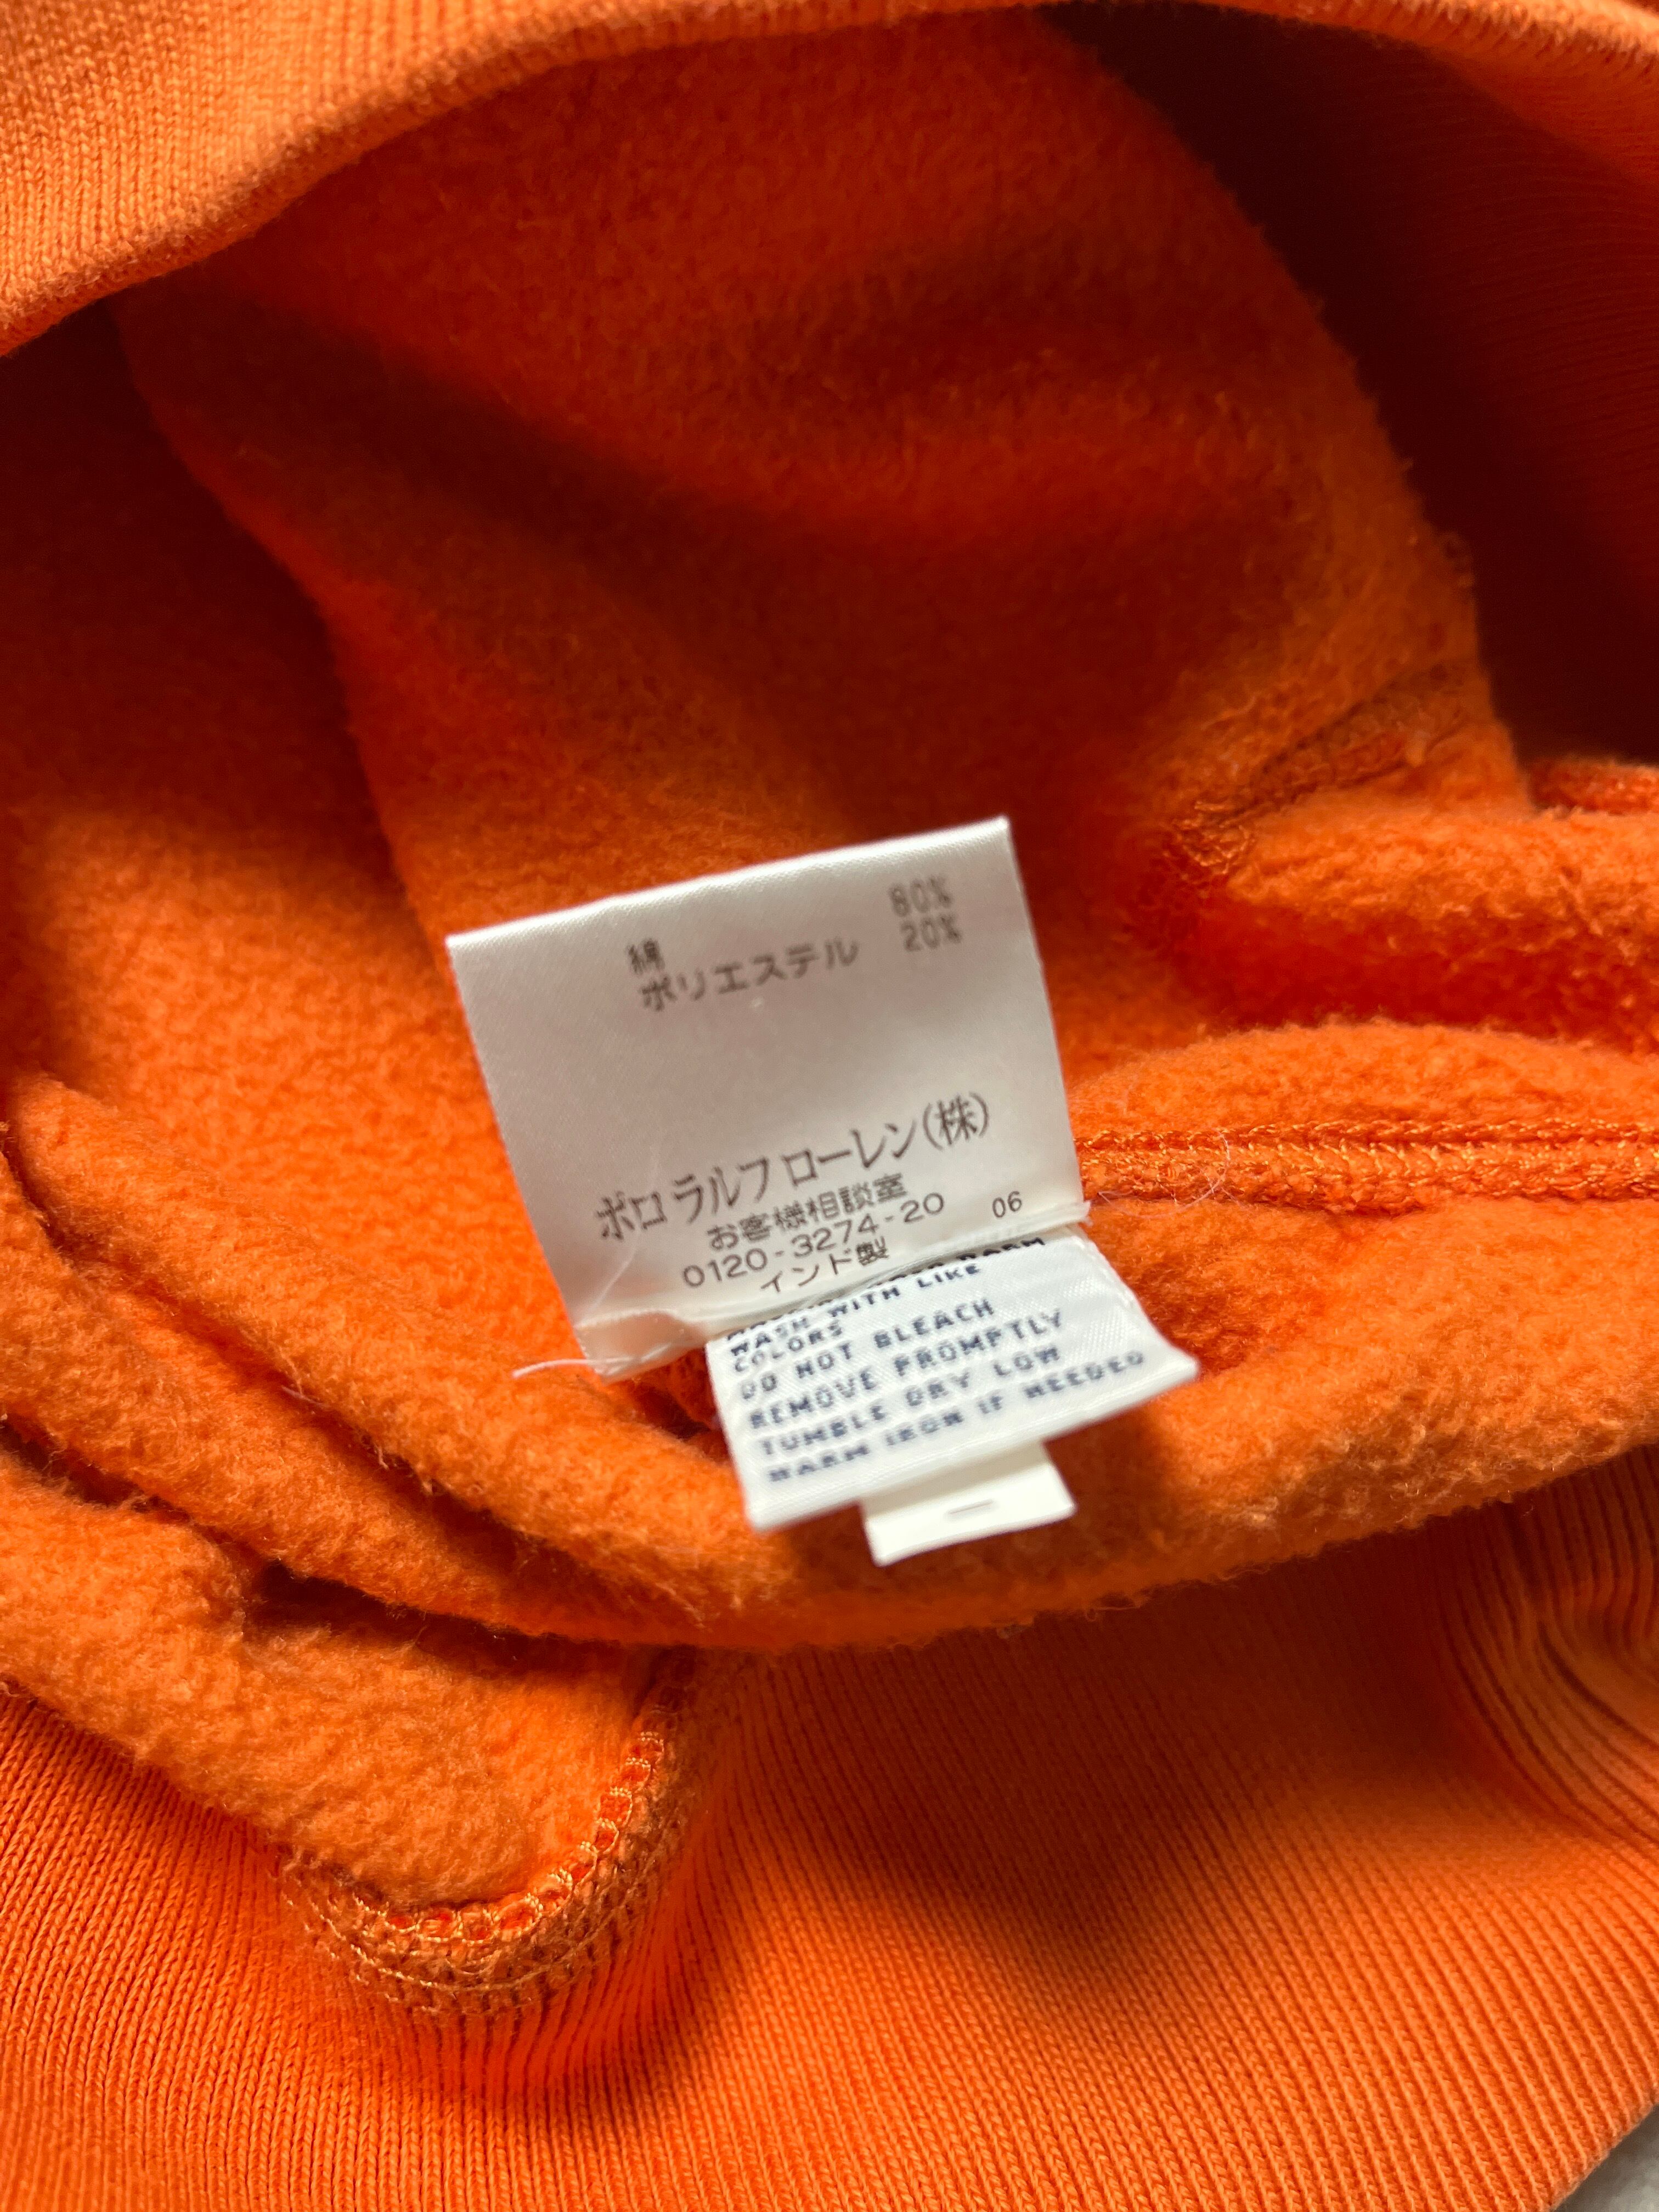 綿 80%
ポリエステル 20%
ポロ ラルフ ローレン(株)
お客様相談室
0120-3274-20 06
インド製
WASH WITH LIKE
COLORS
DO NOT BLEACH
REMOVE PROMPTLY
TUMBLE DRY LOW
WARM IRON IF NEEDED